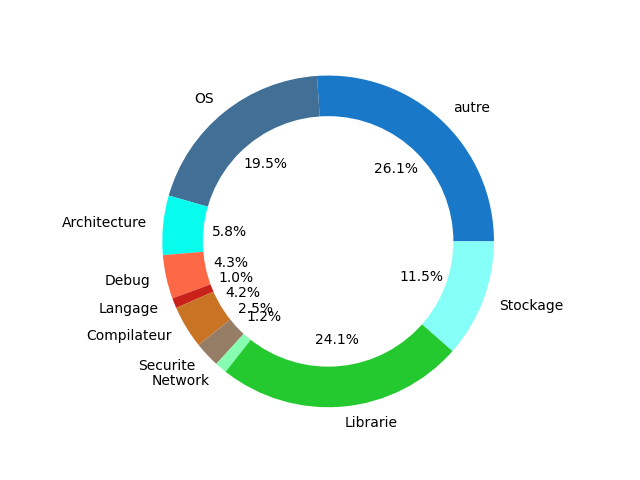 OS
autre
19.5%
26.1%
Architecture
5.8%
4.3%
Debug
1.0%
Langage
4.2%
Compilateur
2.5%
1.2%
11.5%
Stockage
24.1%
Securite
Network
Librarie